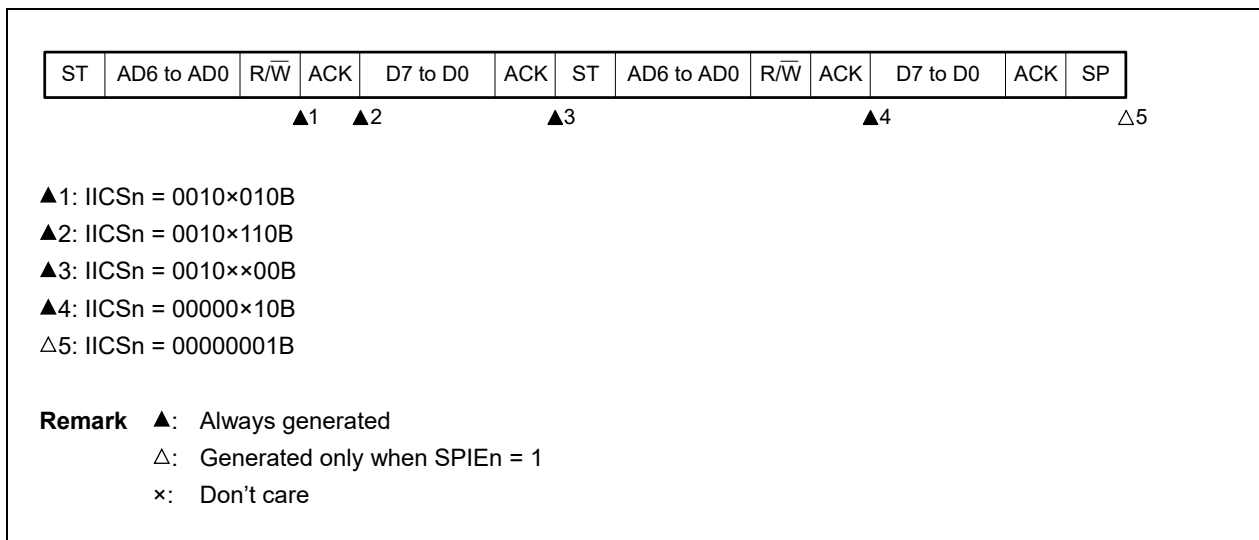 ST AD6 to AD0 R/W̅ ACK D7 to D0 ACK ST AD6 to AD0 R/W̅ ACK D7 to D0 ACK SP
▲1 ▲2 ▲3 ▲4 △5
▲1: IICSn = 0010×010B
▲2: IICSn = 0010×110B
▲3: IICSn = 0010××00B
▲4: IICSn = 00000×10B
△5: IICSn = 00000001B
Remark ▲: Always generated
△: Generated only when SPIEn = 1
×: Don't care